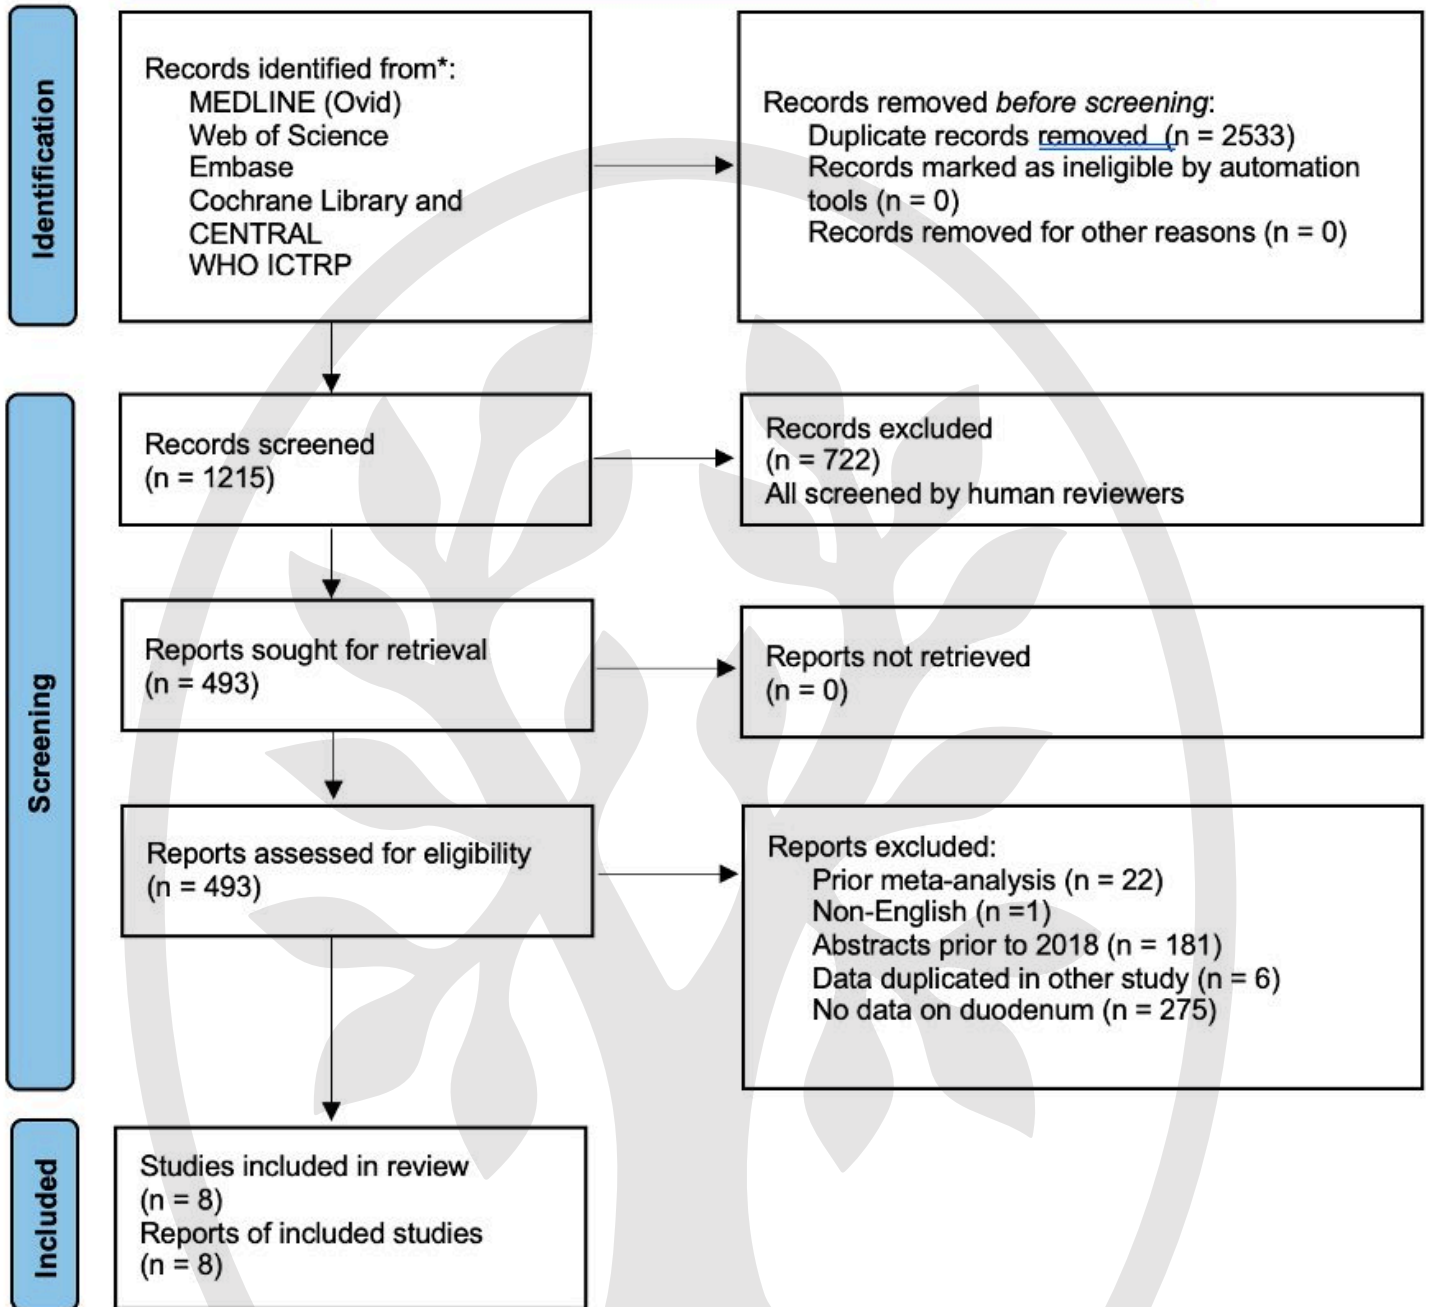 Identification
Records identified from*:
MEDLINE (Ovid)
Web of Science
Embase
Cochrane Library and
CENTRAL
WHO ICTRP
Records removed before screening:
Duplicate records removed  (n = 2533)
Records marked as ineligible by automation
tools (n = 0)
Records removed for other reasons (n = 0)
Screening
Records screened
(n = 1215)
Records excluded
(n = 722)
All screened by human reviewers
Reports sought for retrieval
(n = 493)
Reports not retrieved
(n = 0)
Reports assessed for eligibility
(n = 493)
Reports excluded:
Prior meta-analysis (n = 22)
Non-English (n =1)
Abstracts prior to 2018 (n = 181)
Data duplicated in other study (n = 6)
No data on duodenum (n = 275)
Included
Studies included in review
(n = 8)
Reports of included studies
(n = 8)